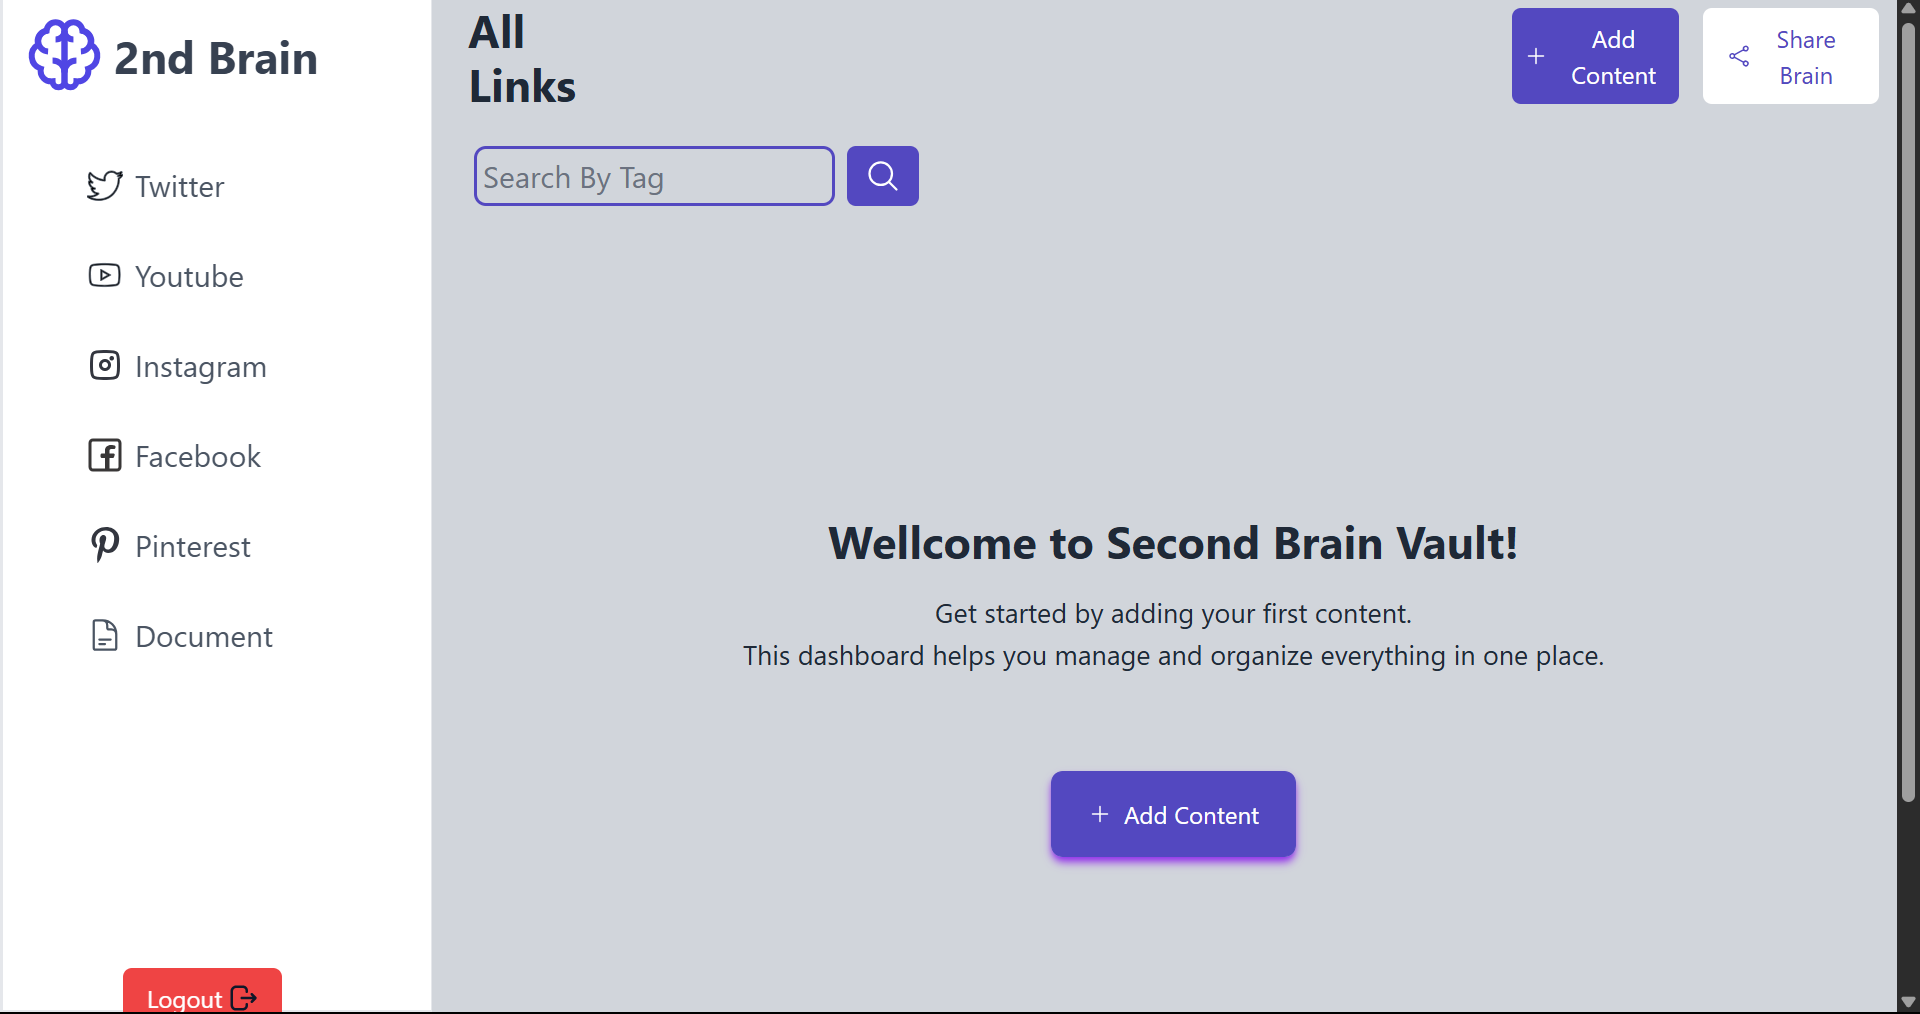 2nd Brain
Twitter
Youtube
Instagram
Facebook
Pinterest
Document
Logout
All
Links
Add
Content
Share
Brain
Search By Tag
Wellcome to Second Brain Vault!
Get started by adding your first content.
This dashboard helps you manage and organize everything in one place.
Add Content